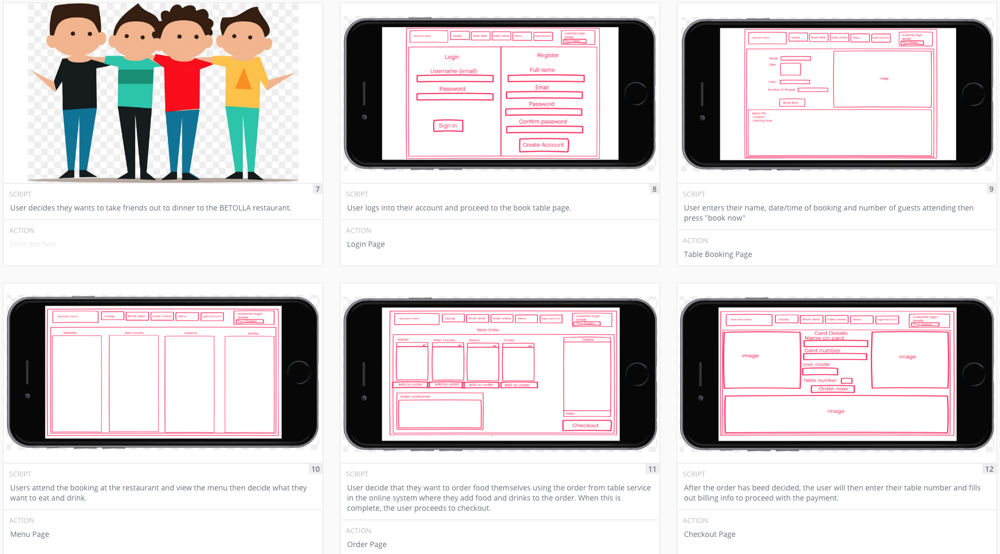 7
SCRIPT
User decides they wants to take friends out to dinner to the BETOLLA restaurant.
ACTION
Enter text here...
resturent name
home
Book table
order online
Menu
login/account
customer login
details
Your Orders
Login
Username (email)
Password
Sign In
Register
Full name
Email
Password
Confirm password
Create Account
8
SCRIPT
User logs into their account and proceed to the book table page.
ACTION
Login Page
resturent name
home
Book table
order online
Menu
login/account
customer login
details
Your Orders
Name:
Date:
Time:
Number Of People:
Book Now
image
about info:
-Location
-opening times
9
SCRIPT
User enters their name, date/time of booking and number of guests attending then
press "book now"
ACTION
Table Booking Page
resturent name
home
Book table
order online
Menu
login/account
customer login
details
Your Orders
Starters
Main course
Deserts
Drinks
10
SCRIPT
Users attend the booking at the restaurant and view the menu then decide what they
want to eat and drink.
ACTION
Menu Page
resturent name
home
Book table
order online
Menu
login/account
customer login
details
Your Orders
Table Order
Starter
Main Course
Desert
Drinks
add to order
add to order
add to order
add to order
Order comments
Orders
Total:
Checkout
11
SCRIPT
User decide that they want to order food themselves using the order from table service
in the online system where they add food and drinks to the order. When this is
complete, the user proceeds to checkout.
ACTION
Order Page
resturent name
home
Book table
order online
Menu
login/account
customer login
details
Your Orders
image
Card Details
Name on card
Card number
cvc code
Table number
Order now
image
Image
12
SCRIPT
After the order has beed decided, the user will then enter their table number and fills
out billing info to proceed with the payment.
ACTION
Checkout Page